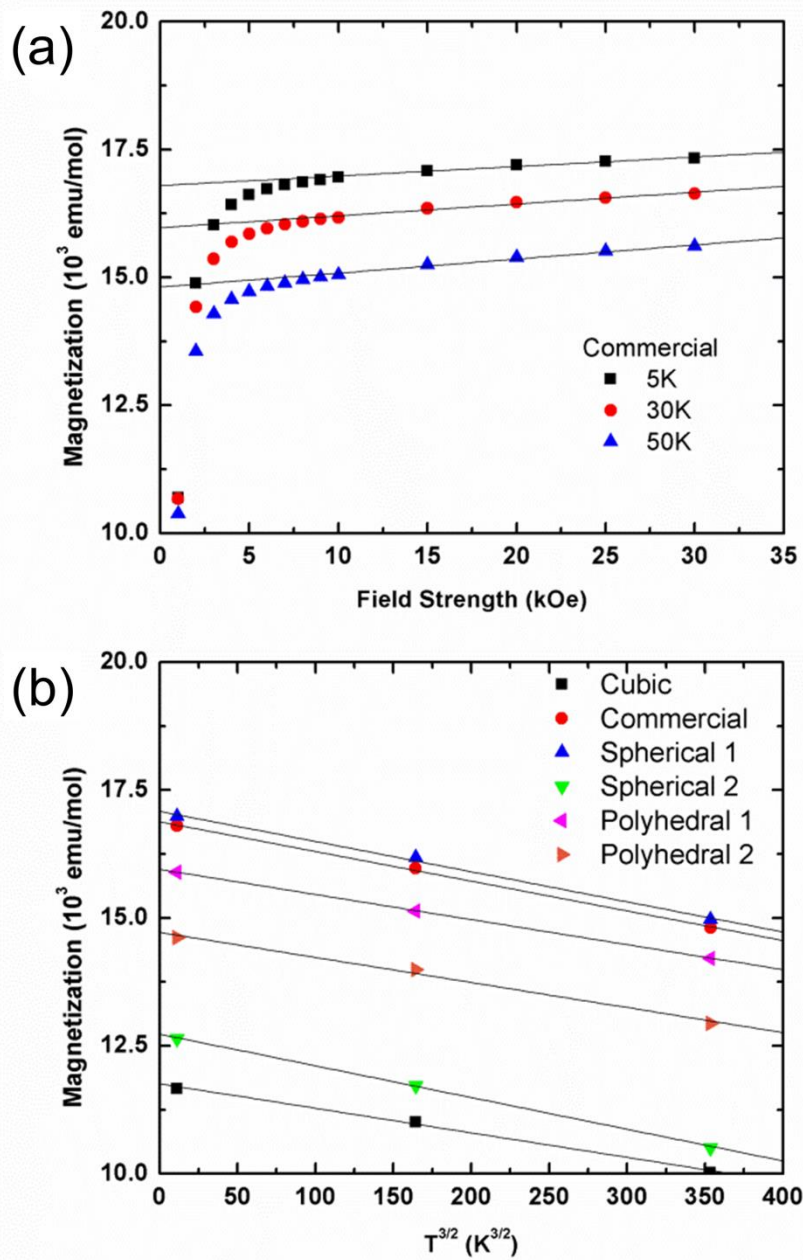 (a)
20.0
17.5
15.0
12.5
10.0
Magnetization (10³ emu/mol)
Commercial
5K
30K
50K
0 5 10 15 20 25 30 35
Field Strength (kOe)
(b)
20.0
17.5
15.0
12.5
10.0
Magnetization (10³ emu/mol)
Cubic
Commercial
Spherical 1
Spherical 2
Polyhedral 1
Polyhedral 2
0 50 100 150 200 250 300 350 400
T³/² (K³/²)